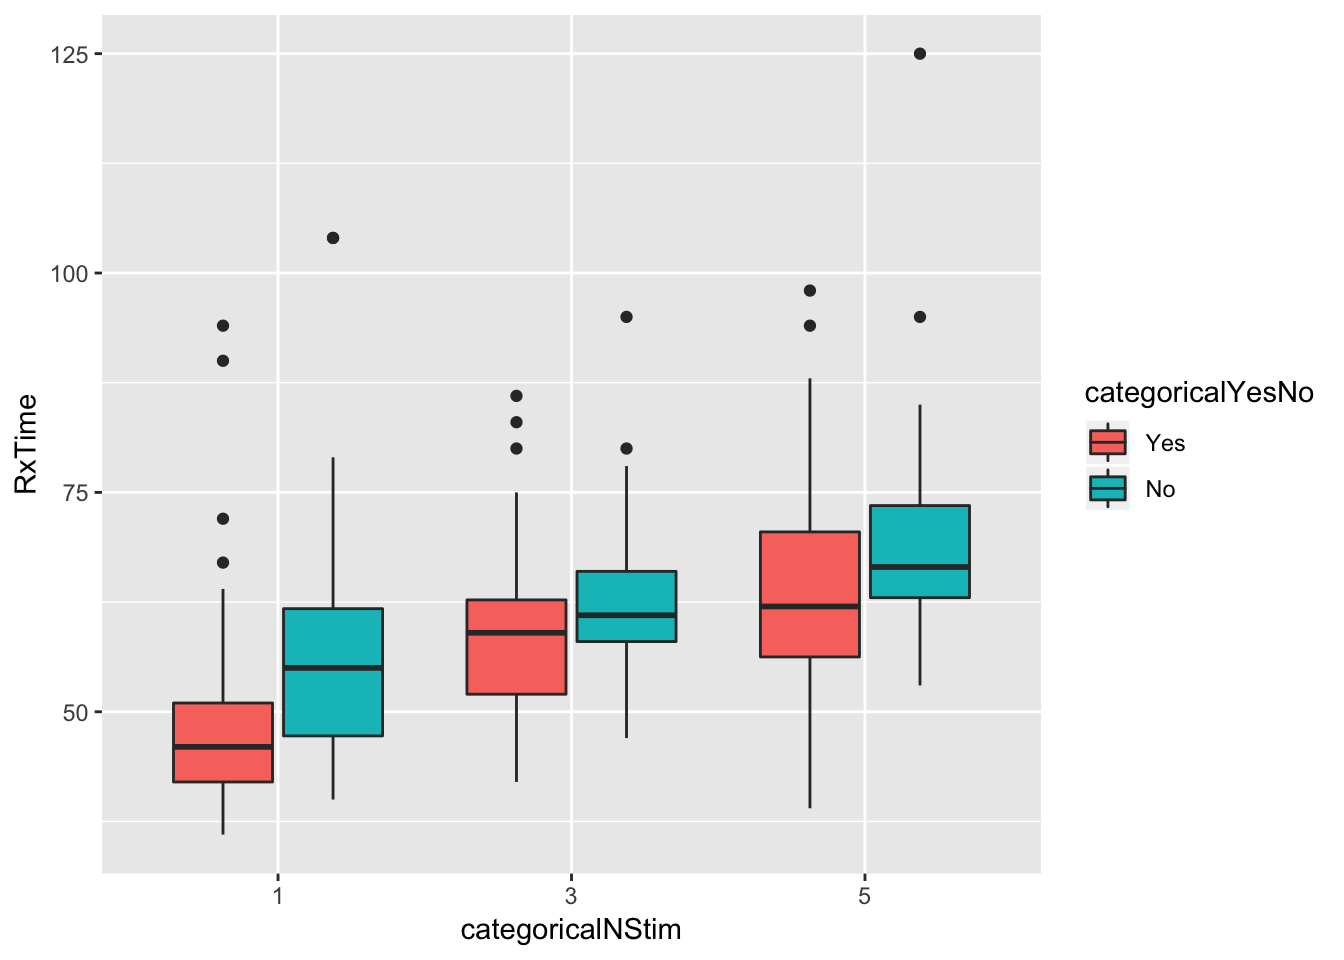 125
100
75
50
RxTime
1 3 5
categoricalNStim
categoricalYesNo
Yes
No